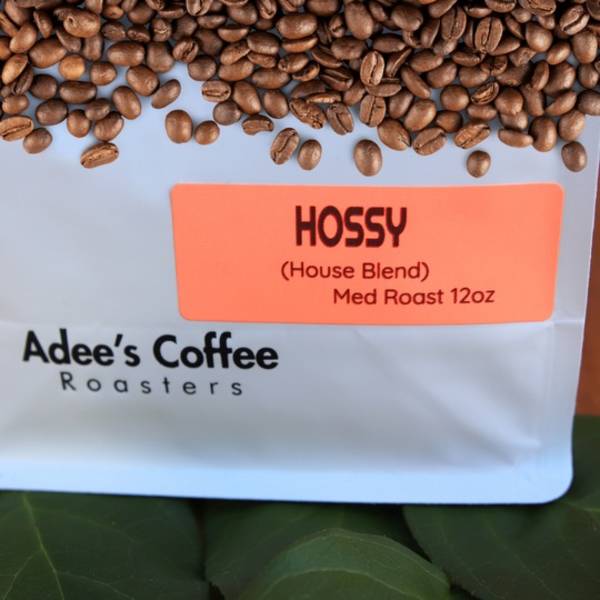 HOSSY
(House Blend)
Med Roast 12oz
Adee's Coffee
Roasters